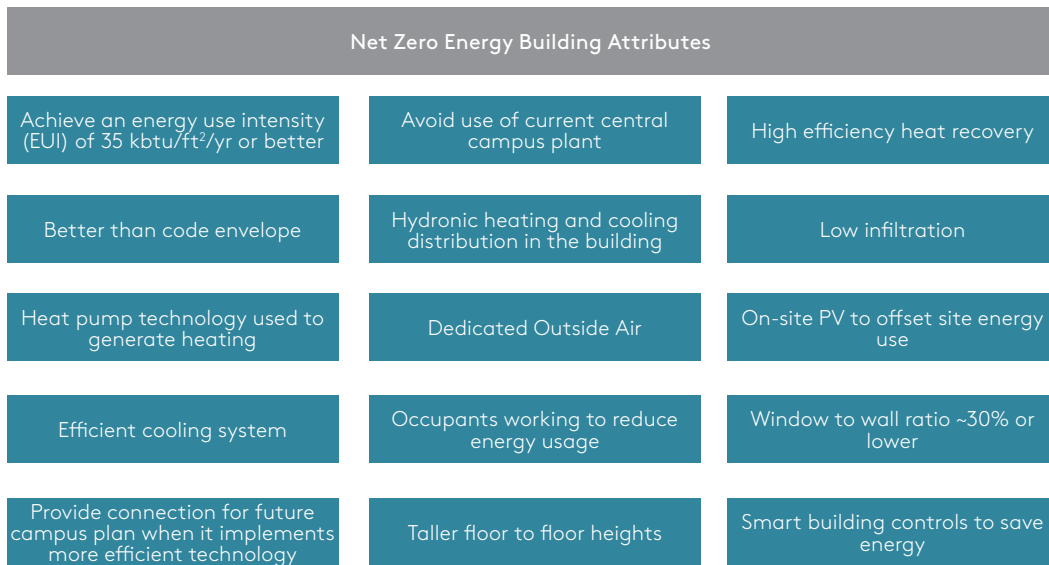 Net Zero Energy Building Attributes
Achieve an energy use intensity
(EUI) of 35 kbtu/ft²/yr or better
Avoid use of current central
campus plant
High efficiency heat recovery
Better than code envelope
Hydronic heating and cooling
distribution in the building
Low infiltration
Heat pump technology used to
generate heating
Dedicated Outside Air
On-site PV to offset site energy
use
Efficient cooling system
Occupants working to reduce
energy usage
Window to wall ratio ~30% or
lower
Provide connection for future
campus plan when it implements
more efficient technology
Taller floor to floor heights
Smart building controls to save
energy